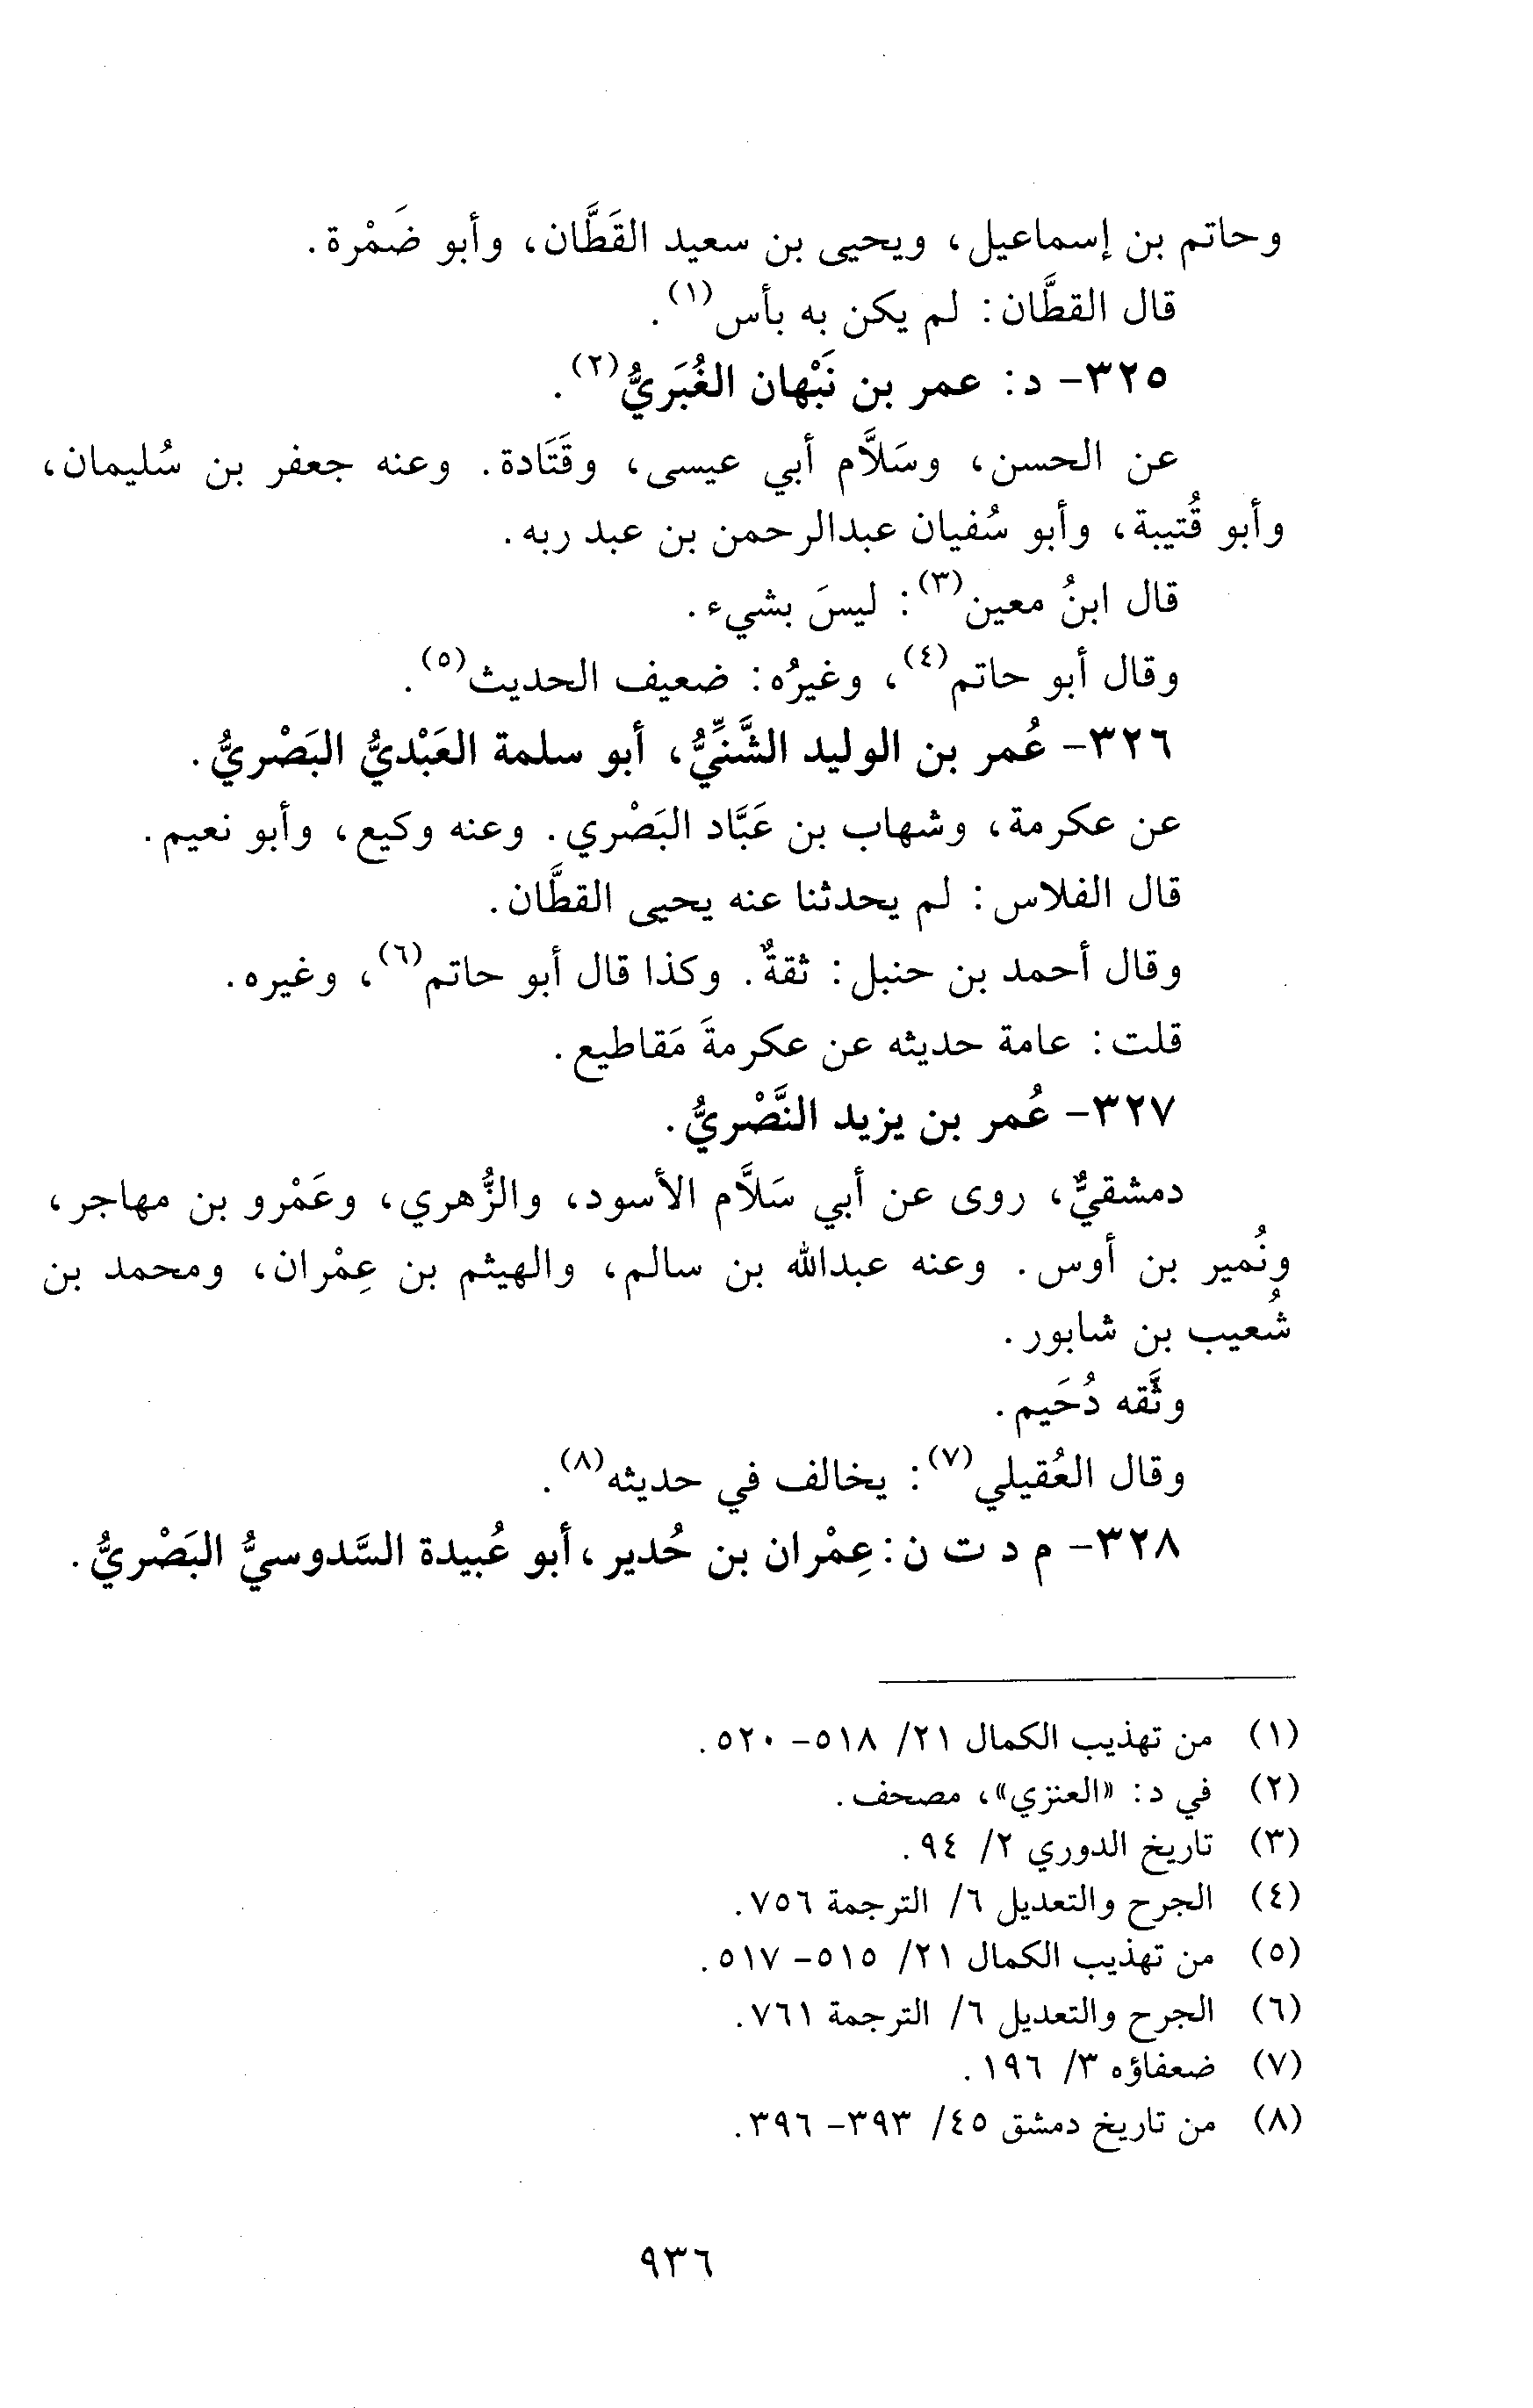 وحاتم بن إسماعيل، ويحيى بن سعيد القَطَّان، وأبو ضَمْرة.
قال القطَّان: لم يكن به بأس(١).
٣٢٥- د: عمر بن نَبْهان الغُبَريُّ(٢).
عن الحسن، وسَلاَّم أبي عيسى، وقَتَادة. وعنه جعفر بن سُليمان،
وأبو قُتيبة، وأبو سُفيان عبدالرحمن بن عبد ربه.
قال ابنُ معين(٣): ليسَ بشيء.
وقال أبو حاتم(٤)، وغيرُه: ضعيف الحديث(٥).
٣٢٦- عُمر بن الوليد الشَّنِّيُّ، أبو سلمة العَبْديُّ البَصْريُّ.
عن عكرمة، وشهاب بن عَبَّاد البَصْري. وعنه وكيع، وأبو نعيم.
قال الفلاس: لم يحدثنا عنه يحيى القطَّان.
وقال أحمد بن حنبل: ثقةٌ. وكذا قال أبو حاتم(٦)، وغيره.
قلت: عامة حديثه عن عكرمةَ مَقاطيع.
٣٢٧- عُمر بن يزيد النَّصْريُّ.
دمشقيٌّ، روى عن أبي سَلاَّم الأسود، والزُّهري، وعَمْرو بن مهاجر،
ونُمير بن أوس. وعنه عبدالله بن سالم، والهيثم بن عِمْران، ومحمد بن
شُعيب بن شابور.
وثَّقه دُحَيم.
وقال العُقيلي(٧): يخالف في حديثه(٨).
٣٢٨- م د ت ن: عِمْران بن حُدير، أبو عُبيدة السَّدوسيُّ البَصْريُّ.
(١) من تهذيب الكمال ٢١/ ٥١٨- ٥٢٠.
(٢) في د: «العنزي»، مصحف.
(٣) تاريخ الدوري ٢/ ٩٤.
(٤) الجرح والتعديل ٦/ الترجمة ٧٥٦.
(٥) من تهذيب الكمال ٢١/ ٥١٥- ٥١٧.
(٦) الجرح والتعديل ٦/ الترجمة ٧٦١.
(٧) ضعفاؤه ٣/ ١٩٦.
(٨) من تاريخ دمشق ٤٥/ ٣٩٣- ٣٩٦.
٩٣٦